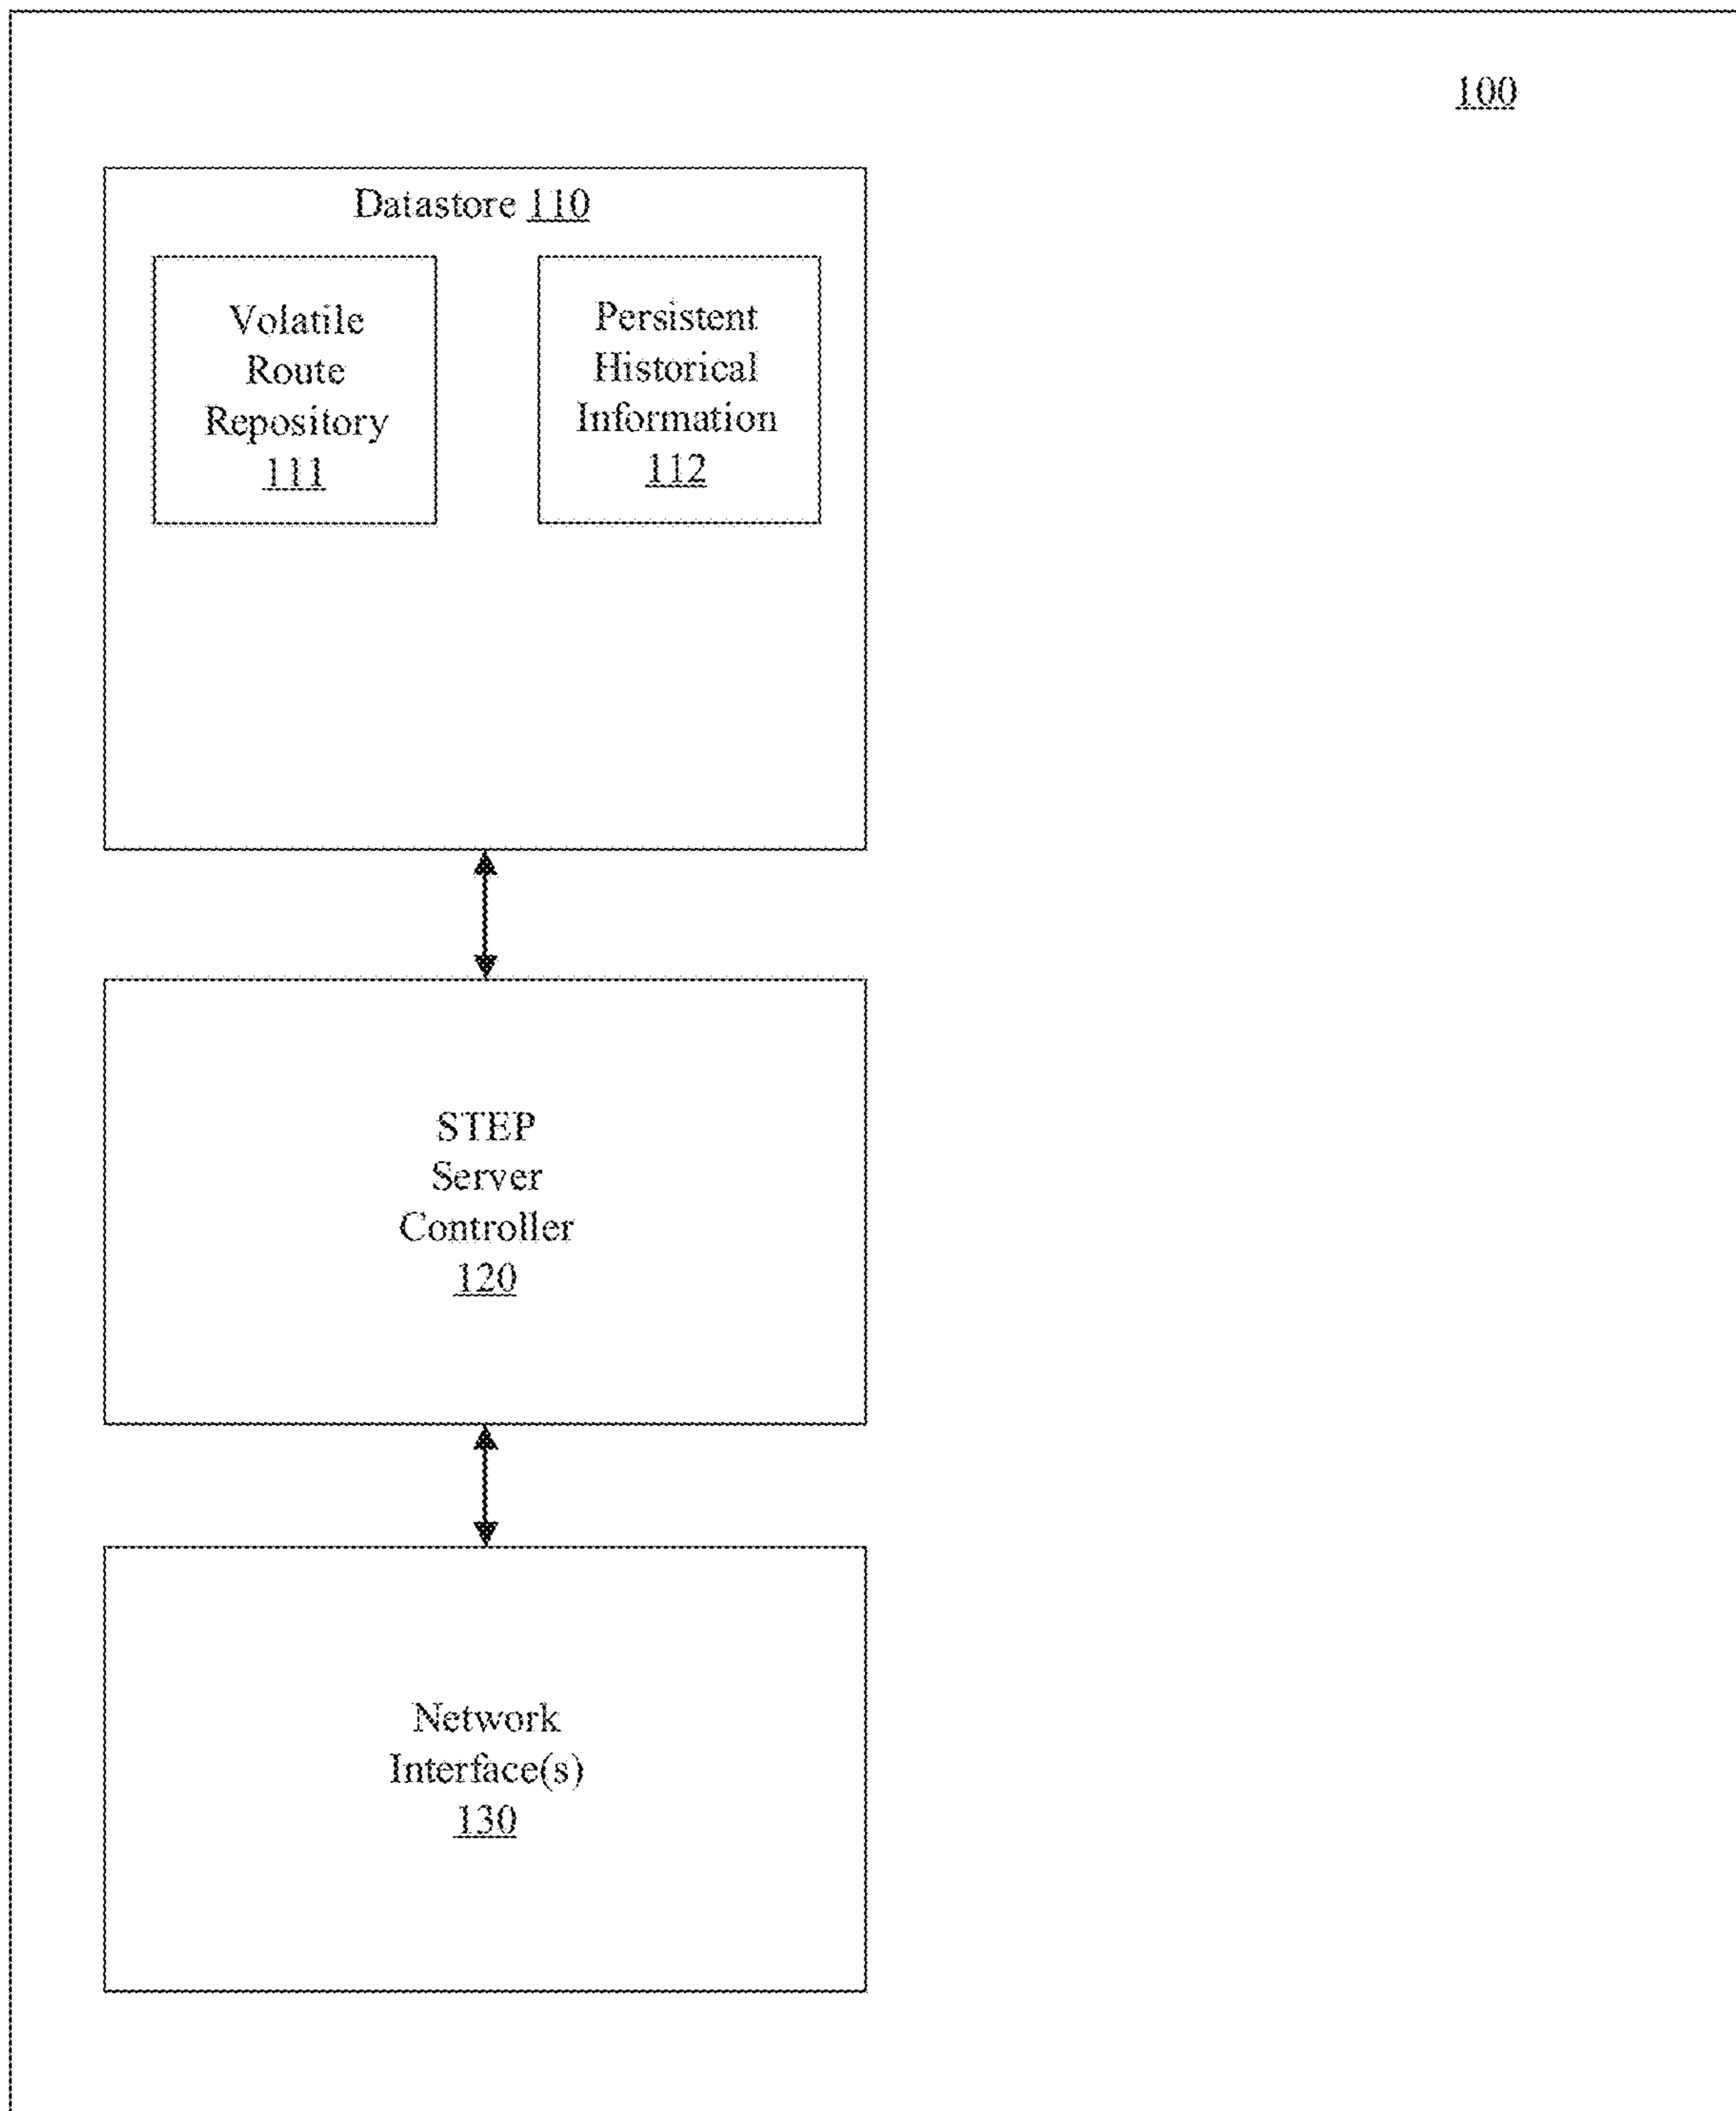 100
Datastore 110
Volatile
Route
Repository
111
Persistent
Historical
Information
112
STEP
Server
Controller
120
Network
Interface(s)
130